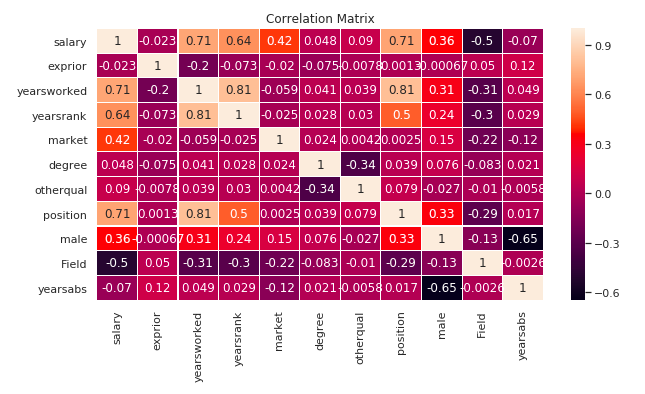 Correlation Matrix
salary 1 -0.023 0.71 0.64 0.42 0.048 0.09 0.71 0.36 -0.5 -0.07
exprior -0.023 1 -0.2 -0.073 -0.02 -0.075 -0.0078 0.0013 -0.00067 0.05 0.12
yearsworked 0.71 -0.2 1 0.81 -0.059 0.041 0.039 0.81 0.31 -0.31 0.049
yearsrank 0.64 -0.073 0.81 1 -0.025 0.028 0.03 0.5 0.24 -0.3 0.029
market 0.42 -0.02 -0.059 -0.025 1 0.024 0.0042 0.0025 0.15 -0.22 -0.12
degree 0.048 -0.075 0.041 0.028 0.024 1 -0.34 0.039 0.076 -0.083 0.021
otherqual 0.09 -0.0078 0.039 0.03 0.0042 -0.34 1 0.079 -0.027 -0.01 -0.0058
position 0.71 0.0013 0.81 0.5 0.0025 0.039 0.079 1 0.33 -0.29 0.017
male 0.36 -0.00067 0.31 0.24 0.15 0.076 -0.027 0.33 1 -0.13 -0.65
Field -0.5 0.05 -0.31 -0.3 -0.22 -0.083 -0.01 -0.29 -0.13 1 -0.0026
yearsabs -0.07 0.12 0.049 0.029 -0.12 0.021 -0.0058 0.017 -0.65 -0.0026 1
salary exprior yearsworked yearsrank market degree otherqual position male Field yearsabs
0.9
0.6
0.3
0.0
-0.3
-0.6